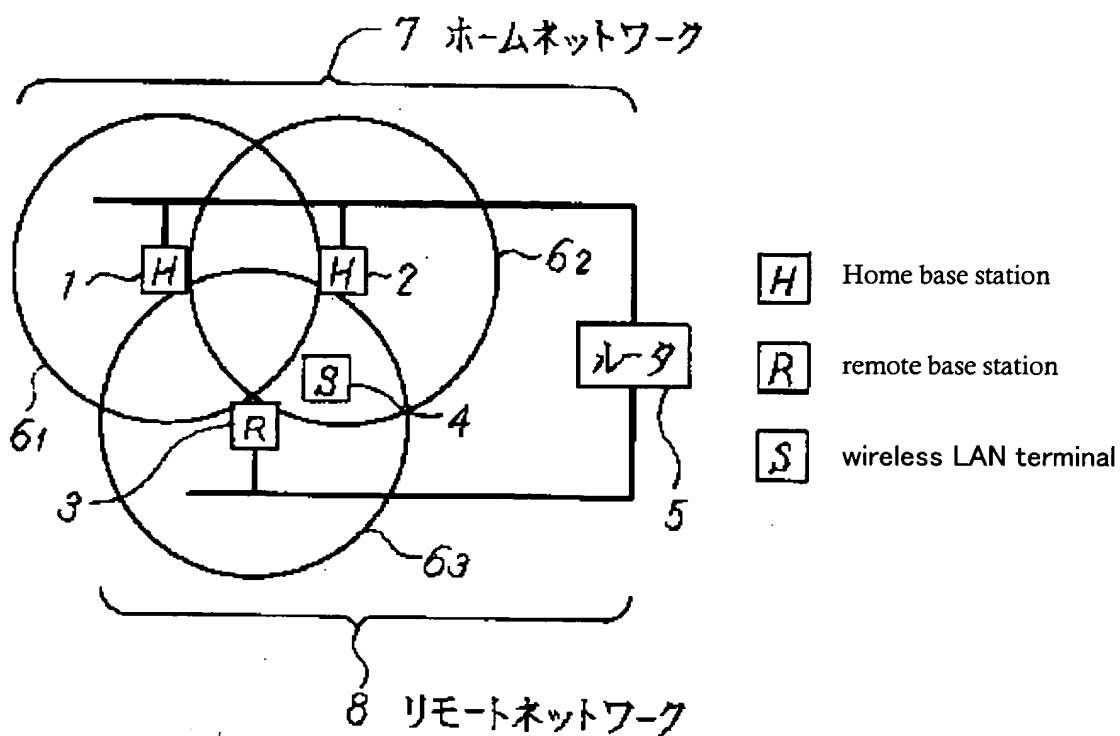 7 ホームネットワーク
H
1
H
2
62
61
S
4
R
3
63
ルータ
5
H Home base station
R remote base station
S wireless LAN terminal
8 リモートネットワーク